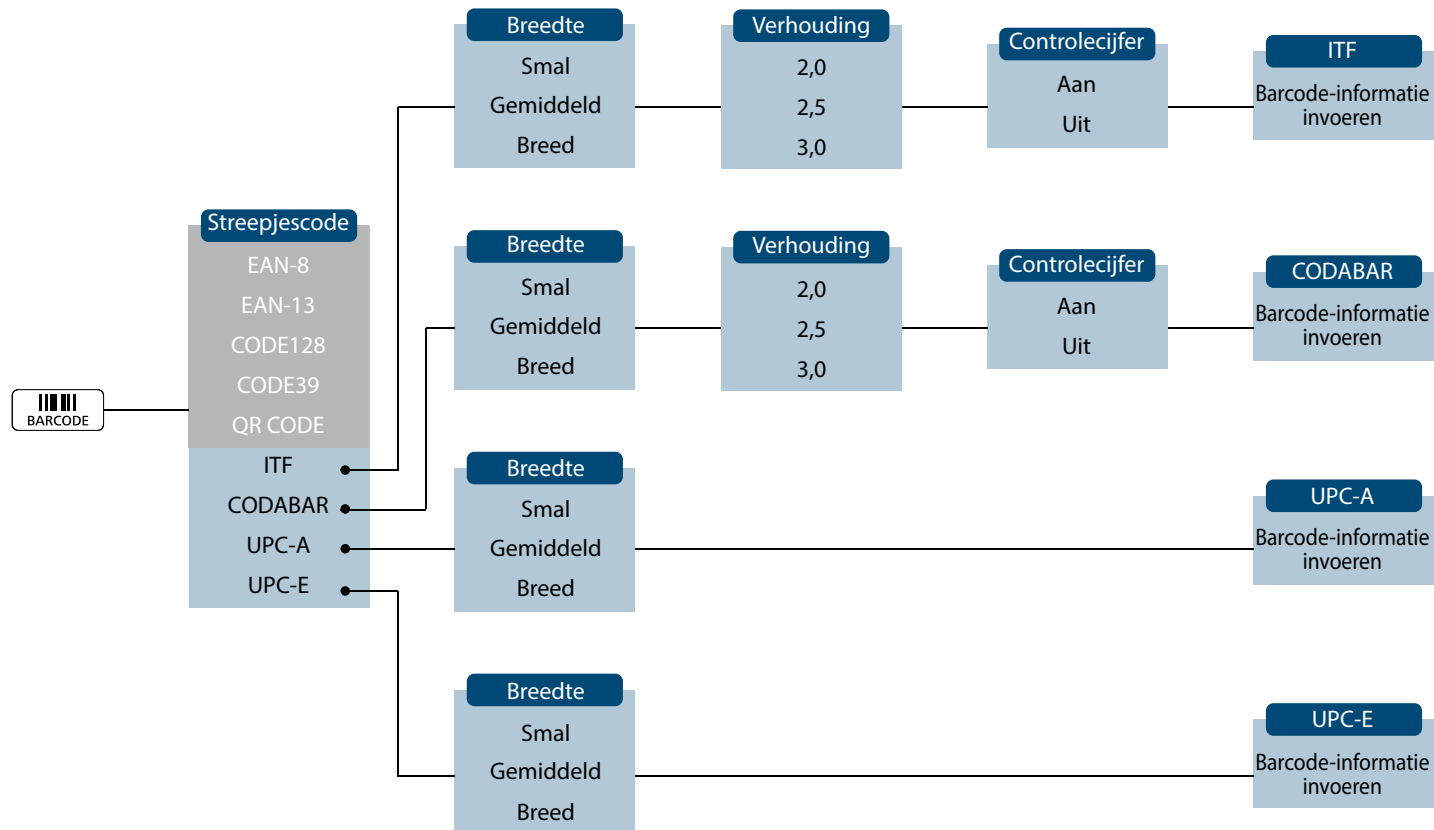 BARCODE
Streepjescode
EAN-8
EAN-13
CODE128
CODE39
QR CODE
ITF
CODABAR
UPC-A
UPC-E
Breedte
Smal
Gemiddeld
Breed
Verhouding
2,0
2,5
3,0
Controlecijfer
Aan
Uit
ITF
Barcode-informatie
invoeren
Breedte
Smal
Gemiddeld
Breed
Verhouding
2,0
2,5
3,0
Controlecijfer
Aan
Uit
CODABAR
Barcode-informatie
invoeren
Breedte
Smal
Gemiddeld
Breed
UPC-A
Barcode-informatie
invoeren
Breedte
Smal
Gemiddeld
Breed
UPC-E
Barcode-informatie
invoeren